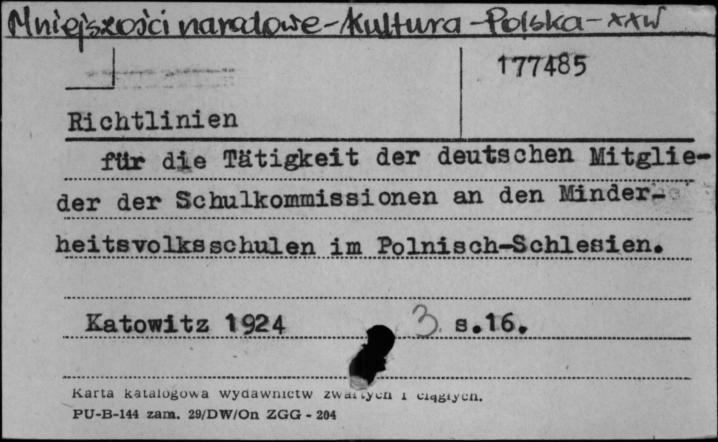 Mniejszości narodowe - Kultura - Polska - XXw
177485
Richtlinien
für die Tätigkeit der deutschen Mitglie-
der der Schulkommissionen an den Minder-
heitsvolksschulen im Polnisch-Schlesien.
Katowitz 1924 3 s.16.
Karta katalogowa wydawnictw zwartych i ciągłych.
PU-B-144 zam. 29/DW/On ZGG - 204